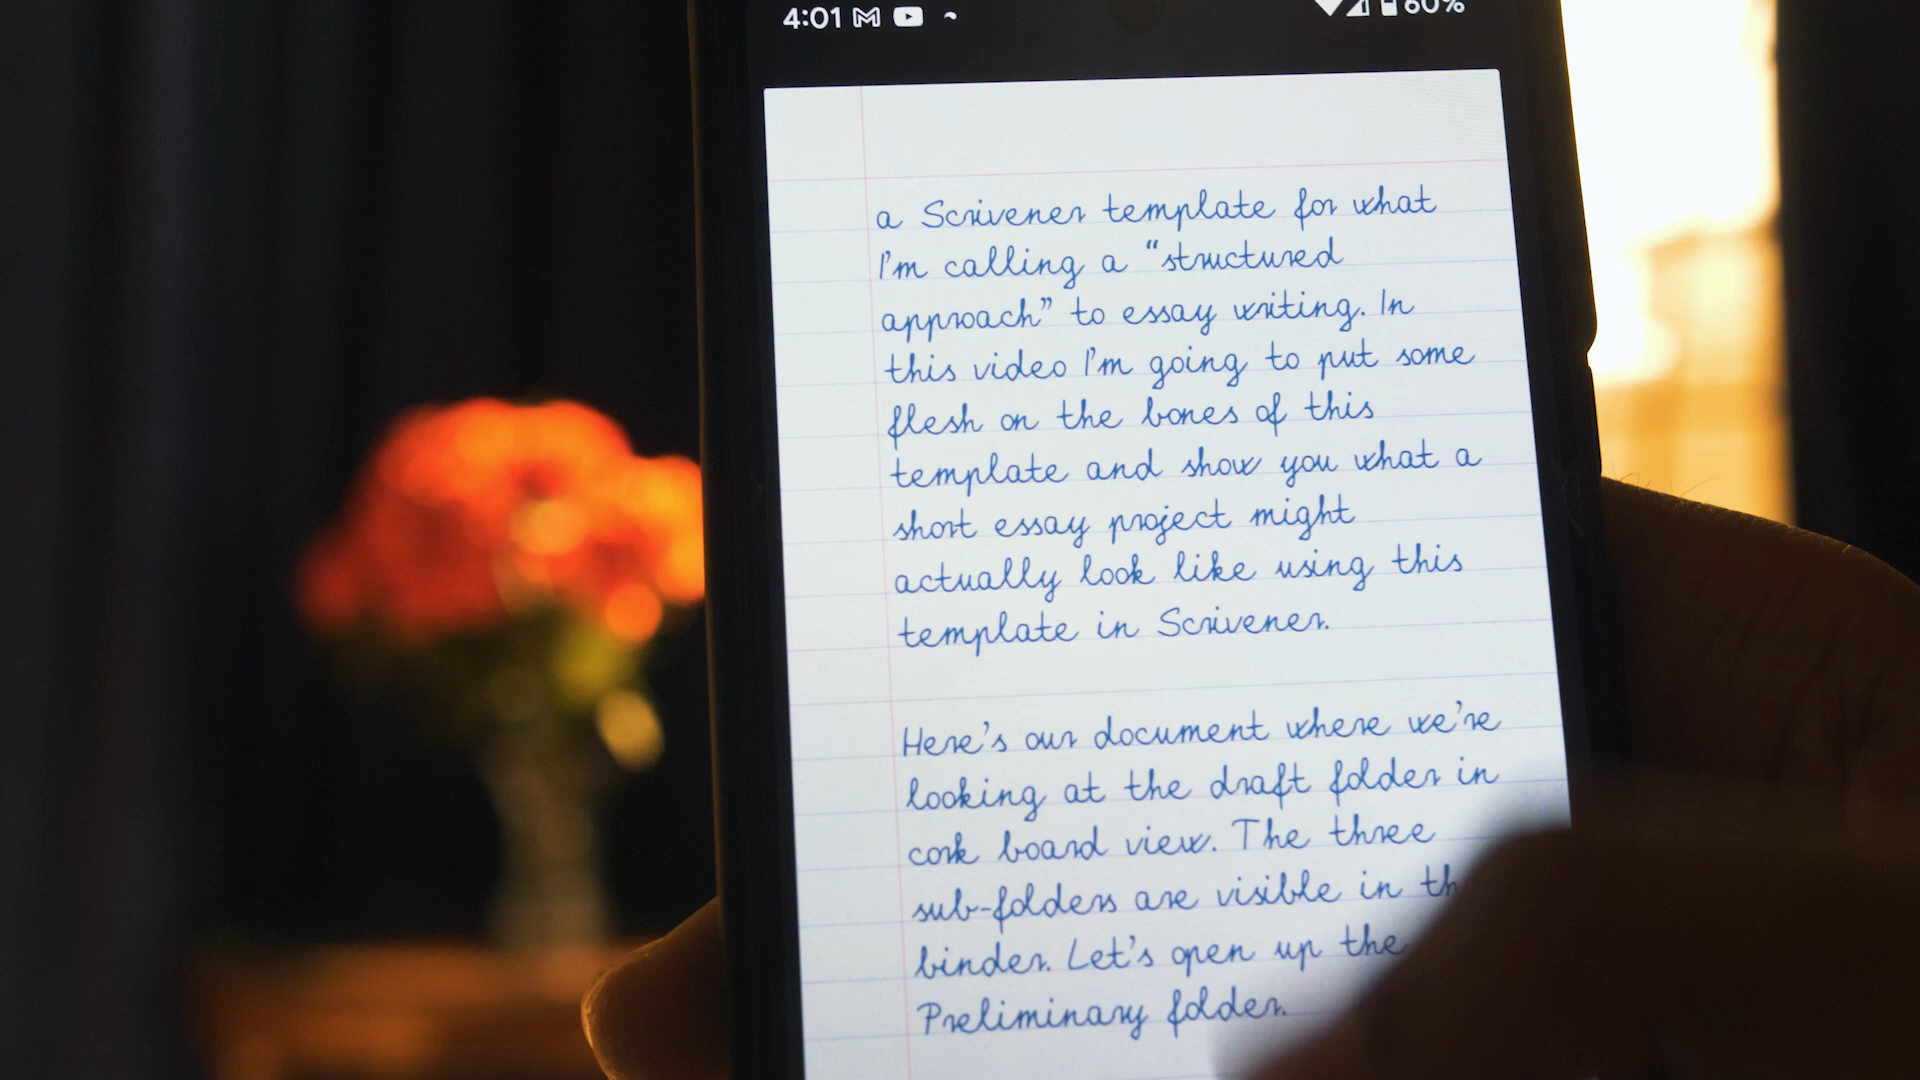 4:01 60%
a Scrivener template for what
I'm calling a “structured
approach” to essay writing. In
this video I'm going to put some
flesh on the bones of this
template and show you what a
short essay project might
actually look like using this
template in Scrivener.
Here's our document where we're
looking at the draft folder in
cork board view. The three
sub-folders are visible in
binder. Let's open up the
Preliminary folder.